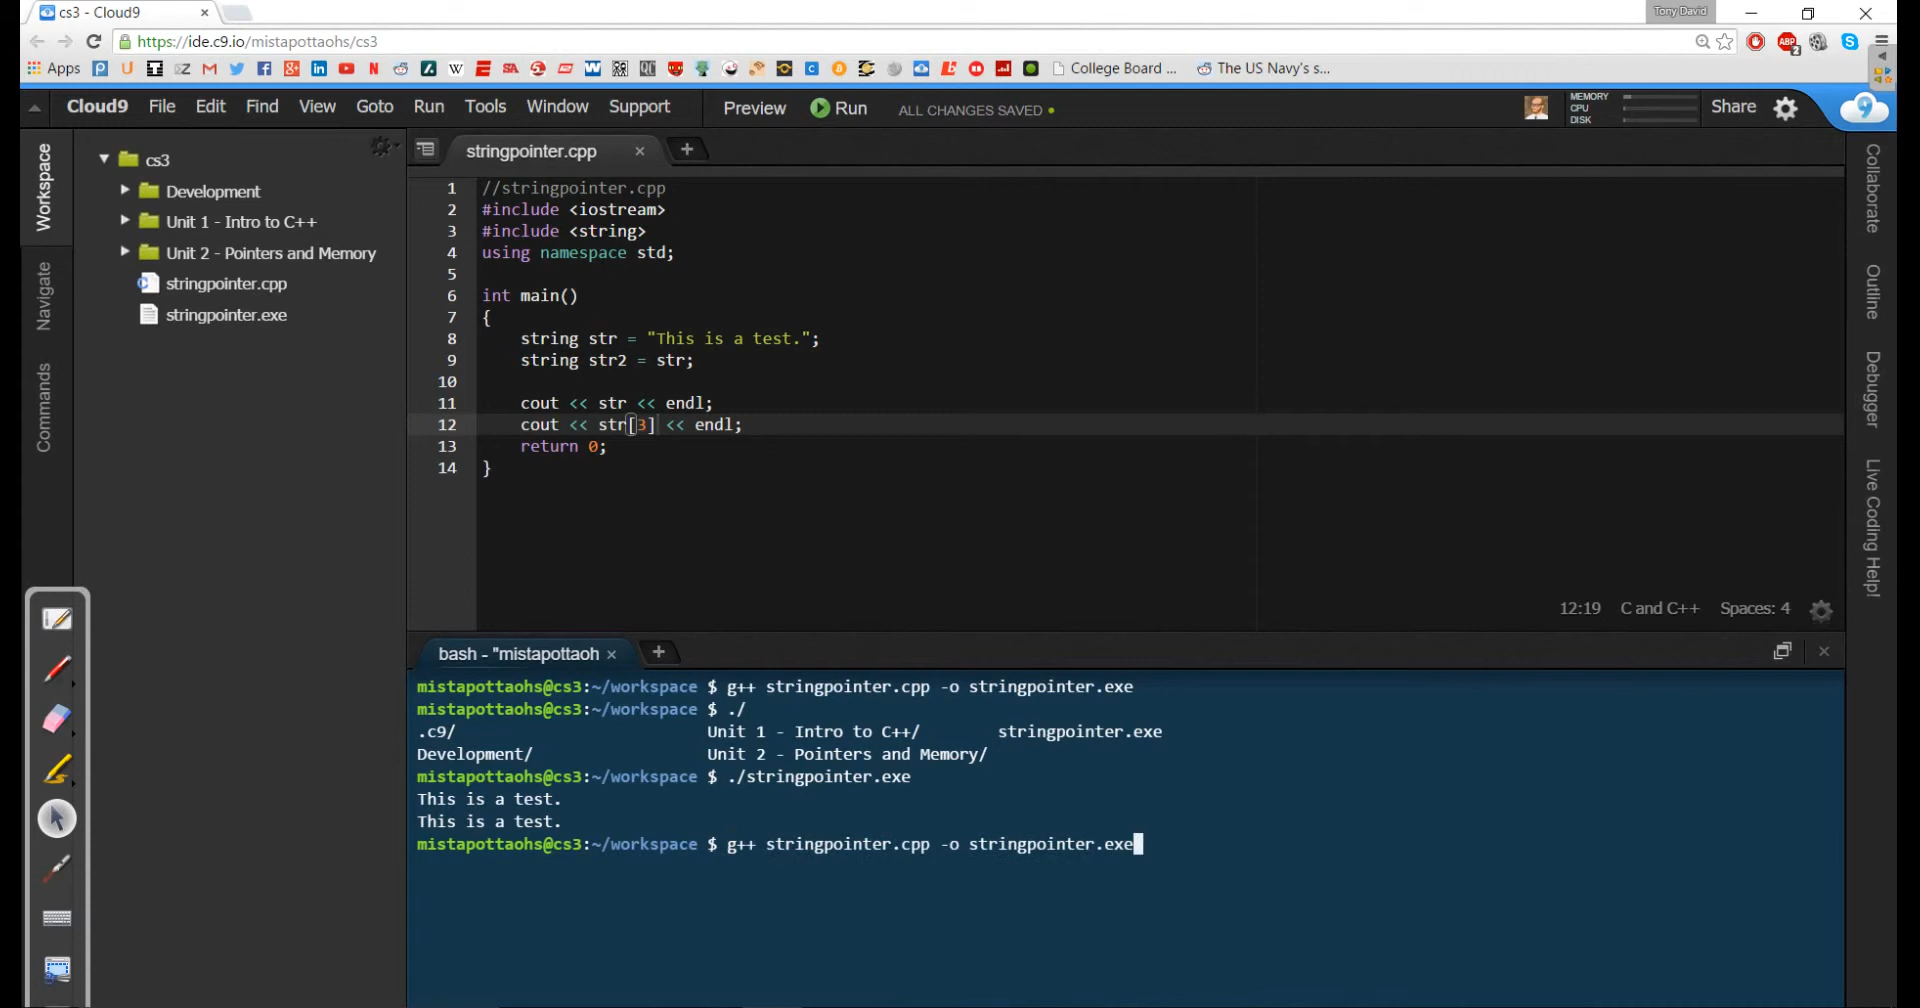 cs3 - Cloud9
Tony David
https://ide.c9.io/mistapottaohs/cs3
Apps
College Board ...
The US Navy's s...
Cloud9 File Edit Find View Goto Run Tools Window Support Preview Run ALL CHANGES SAVED
MEMORY
CPU
DISK
Share
Workspace
Navigate
Commands
cs3
Development
Unit 1 - Intro to C++
Unit 2 - Pointers and Memory
stringpointer.cpp
stringpointer.exe
stringpointer.cpp
1 //stringpointer.cpp
2 #include <iostream>
3 #include <string>
4 using namespace std;
5
6 int main()
7 {
8 string str = "This is a test.";
9 string str2 = str;
10
11 cout << str << endl;
12 cout << str[3] << endl;
13 return 0;
14 }
12:19 C and C++ Spaces: 4
Collaborate
Outline
Debugger
Live Coding Help!
bash - "mistapottaoh
mistapottaohs@cs3:~/workspace $ g++ stringpointer.cpp -o stringpointer.exe
mistapottaohs@cs3:~/workspace $ ./
.c9/ Unit 1 - Intro to C++/ stringpointer.exe
Development/ Unit 2 - Pointers and Memory/
mistapottaohs@cs3:~/workspace $ ./stringpointer.exe
This is a test.
This is a test.
mistapottaohs@cs3:~/workspace $ g++ stringpointer.cpp -o stringpointer.exe